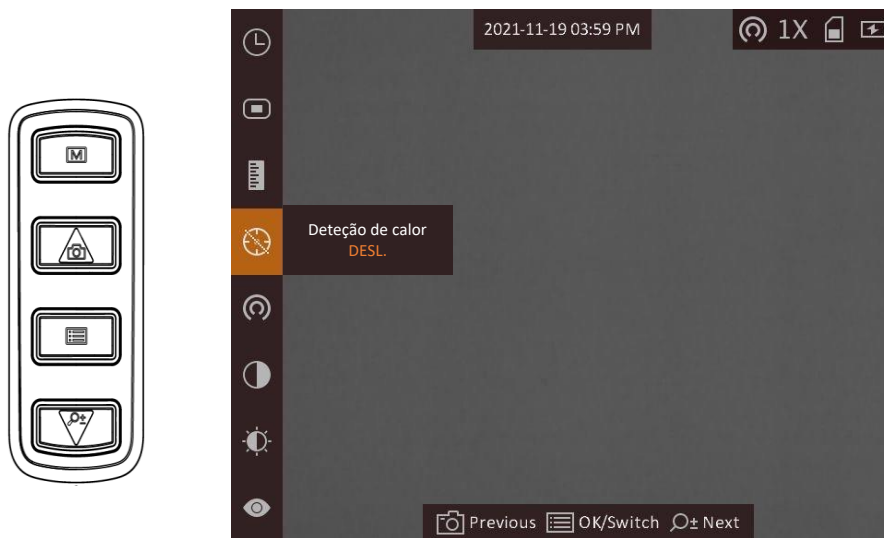 M
2021-11-19 03:59 PM
1X
Deteção de calor
DESL.
Previous OK/Switch Next